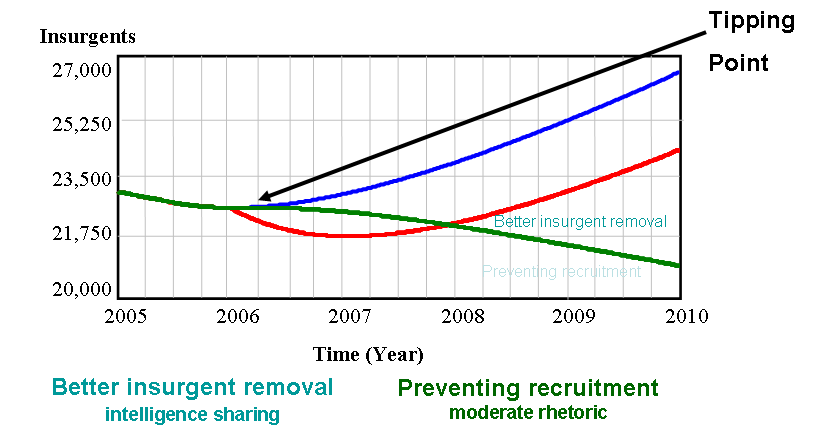 Tipping
Point
Insurgents
27,000
25,250
23,500
21,750
20,000
Better insurgent removal
Preventing recruitment
2005 2006 2007 2008 2009 2010
Time (Year)
Better insurgent removal
intelligence sharing
Preventing recruitment
moderate rhetoric